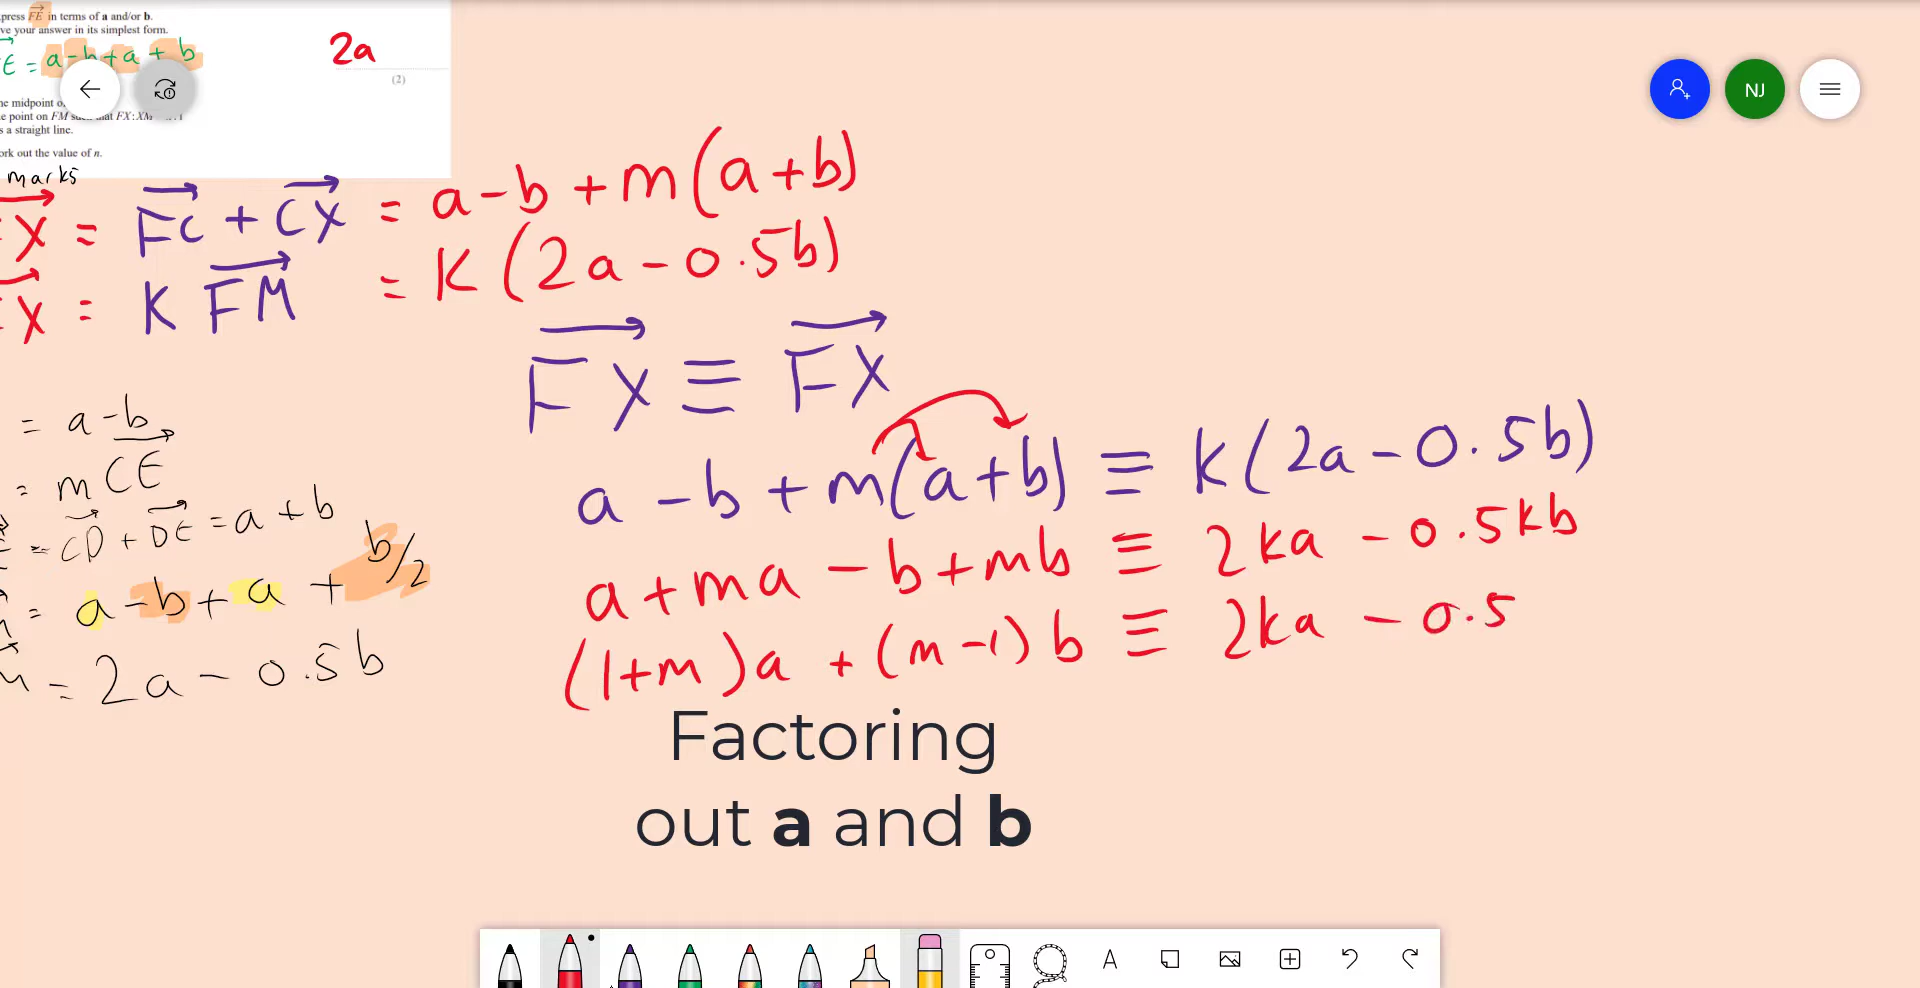 press FE in terms of a and/or b.
ve your answer in its simplest form.
E = a - b + a + b
2a
(2)
he midpoint o
e point on FM such that FX:XM
s a straight line.
ork out the value of n.
marks
X = FC + CX = a - b + m(a + b)
X = K FM = K(2a - 0.5b)
FX ≡ FX
= a - b
= m CE
= CD + DE = a + b
= a - b + a + b/2
= 2a - 0.5b
a - b + m(a + b) ≡ K(2a - 0.5b)
a + ma - b + mb ≡ 2ka - 0.5kb
(1 + m)a + (m - 1)b ≡ 2ka - 0.5
Factoring
out a and b
NJ
A